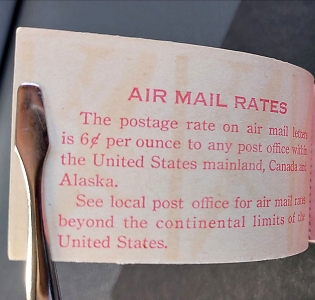 AIR MAIL RATES
The postage rate on air mail letters
is 6¢ per ounce to any post office within
the United States mainland, Canada and
Alaska.
See local post office for air mail rates
beyond the continental limits of the
United States.